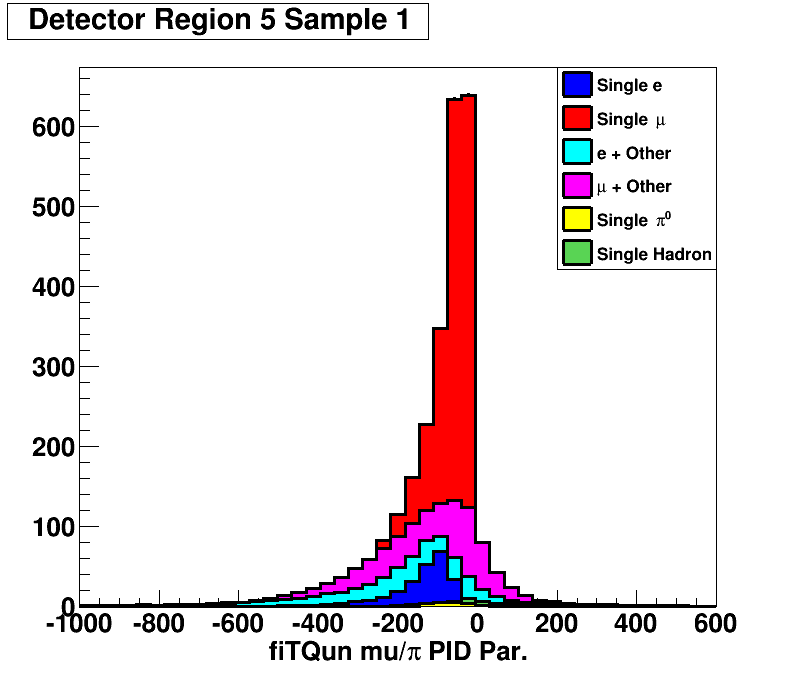 Detector Region 5 Sample 1
Single e
Single μ
e + Other
μ + Other
Single π⁰
Single Hadron
600
500
400
300
200
100
0
-1000 -800 -600 -400 -200 0 200 400 600
fiTQun mu/π PID Par.